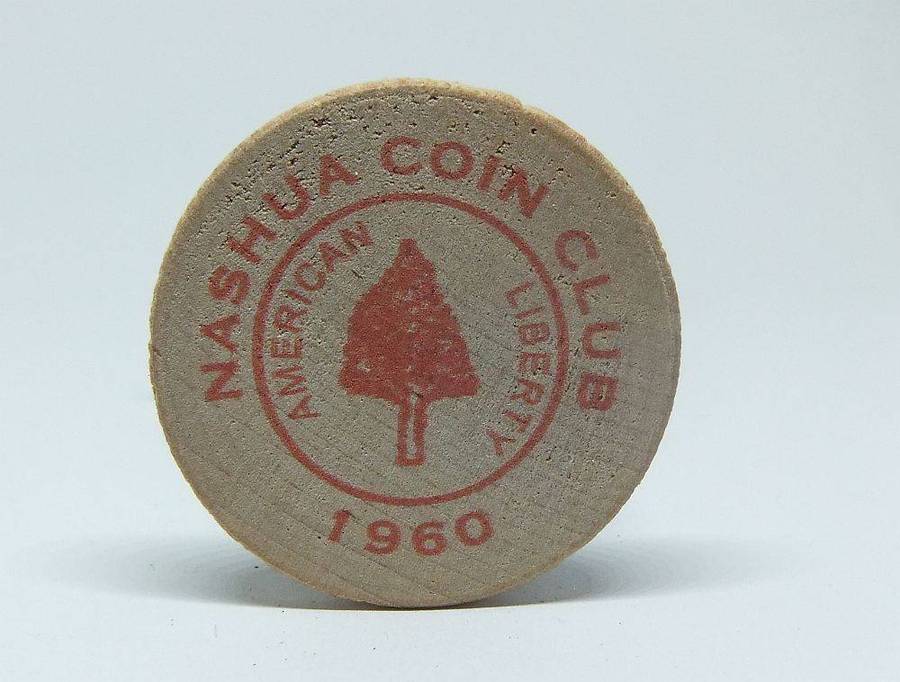 NASHUA COIN CLUB
AMERICAN
LIBERTY
1960